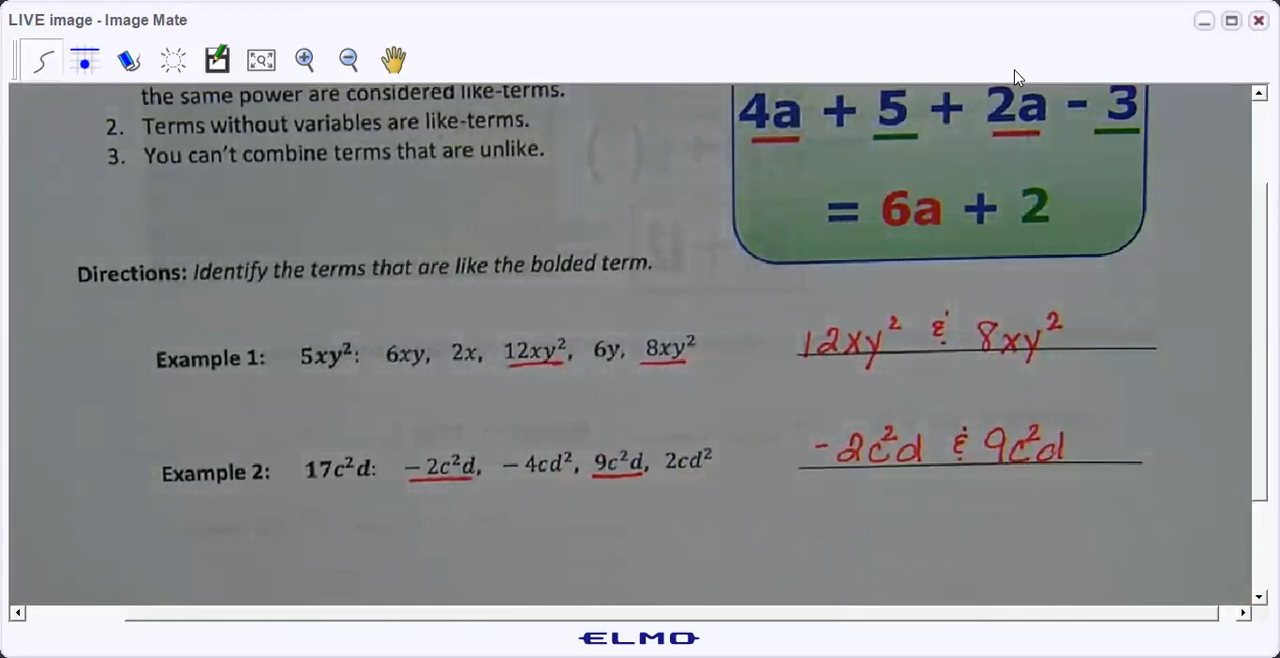 LIVE image - Image Mate
the same power are considered like-terms.
2. Terms without variables are like-terms.
3. You can't combine terms that are unlike.
4a + 5 + 2a - 3
= 6a + 2
Directions: Identify the terms that are like the bolded term.
Example 1: 5xy²: 6xy, 2x, 12xy², 6y, 8xy² 12xy² & 8xy²
Example 2: 17c²d: −2c²d, −4cd², 9c²d, 2cd² -2c²d & 9c²d
ELMO